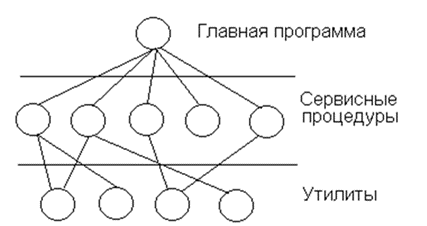 Главная программа
Сервисные
процедуры
Утилиты